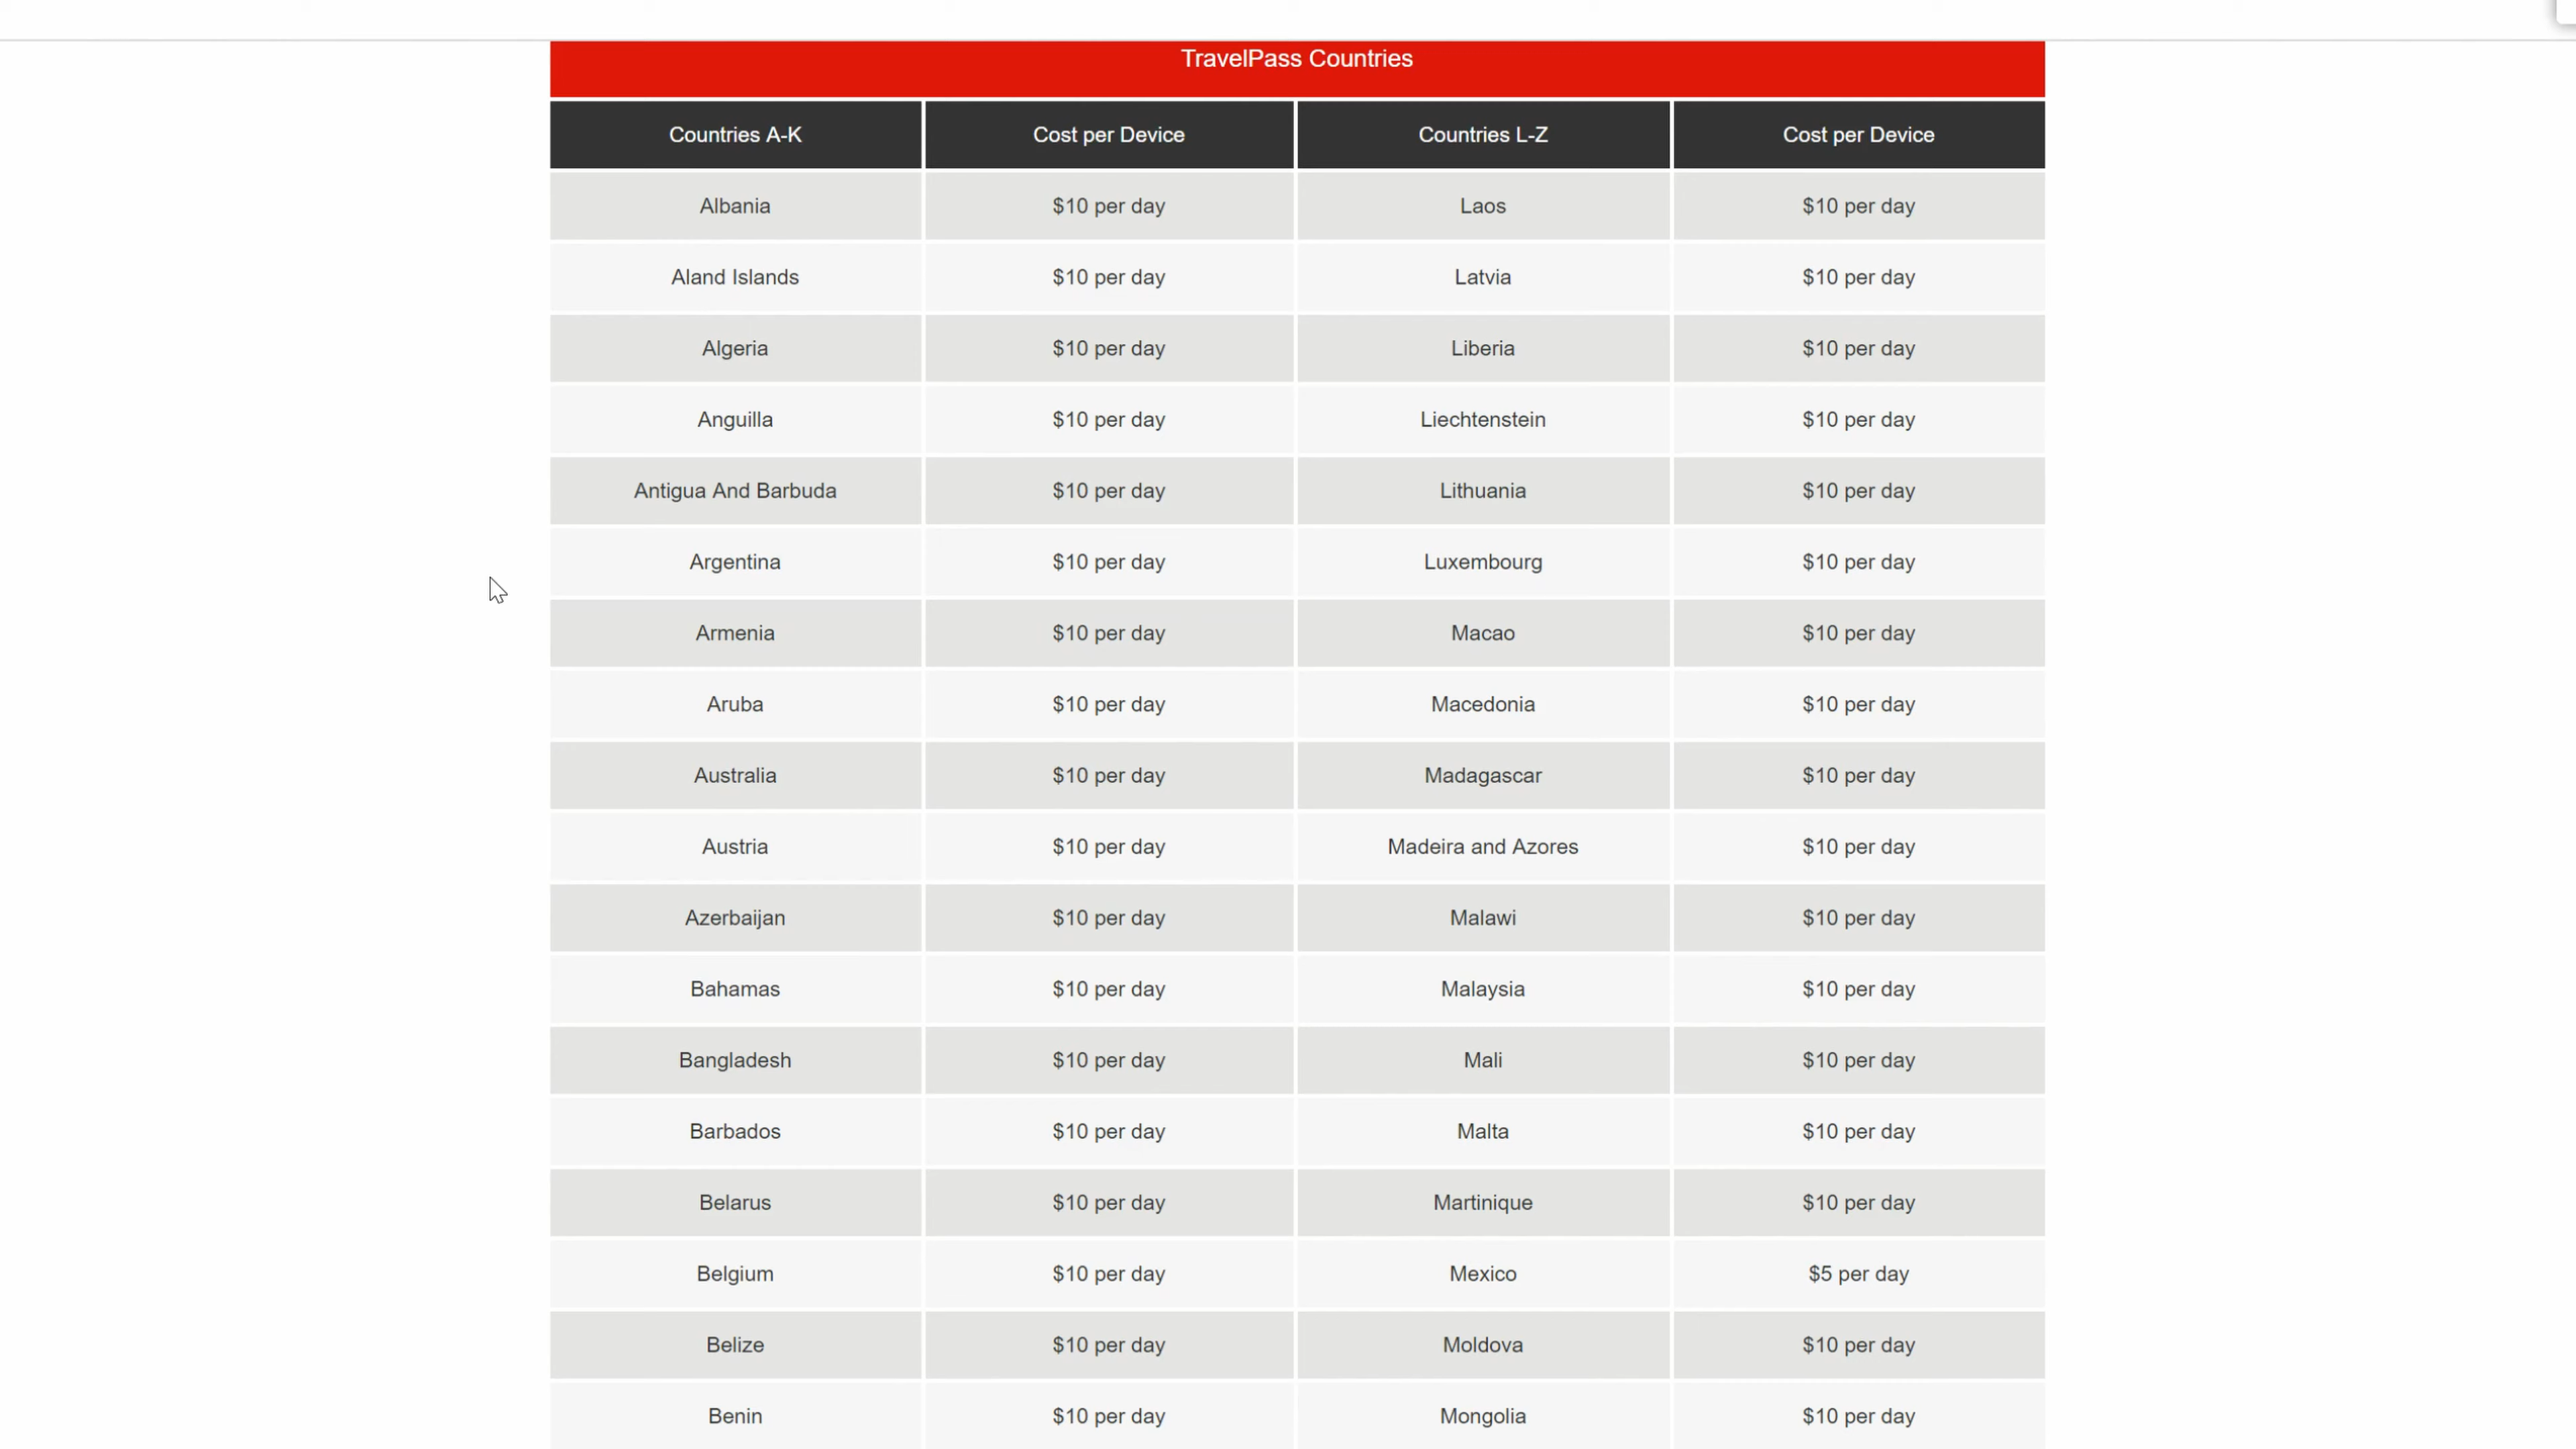 TravelPass Countries
Countries A-K Cost per Device Countries L-Z Cost per Device
Albania $10 per day Laos $10 per day
Aland Islands $10 per day Latvia $10 per day
Algeria $10 per day Liberia $10 per day
Anguilla $10 per day Liechtenstein $10 per day
Antigua And Barbuda $10 per day Lithuania $10 per day
Argentina $10 per day Luxembourg $10 per day
Armenia $10 per day Macao $10 per day
Aruba $10 per day Macedonia $10 per day
Australia $10 per day Madagascar $10 per day
Austria $10 per day Madeira and Azores $10 per day
Azerbaijan $10 per day Malawi $10 per day
Bahamas $10 per day Malaysia $10 per day
Bangladesh $10 per day Mali $10 per day
Barbados $10 per day Malta $10 per day
Belarus $10 per day Martinique $10 per day
Belgium $10 per day Mexico $5 per day
Belize $10 per day Moldova $10 per day
Benin $10 per day Mongolia $10 per day